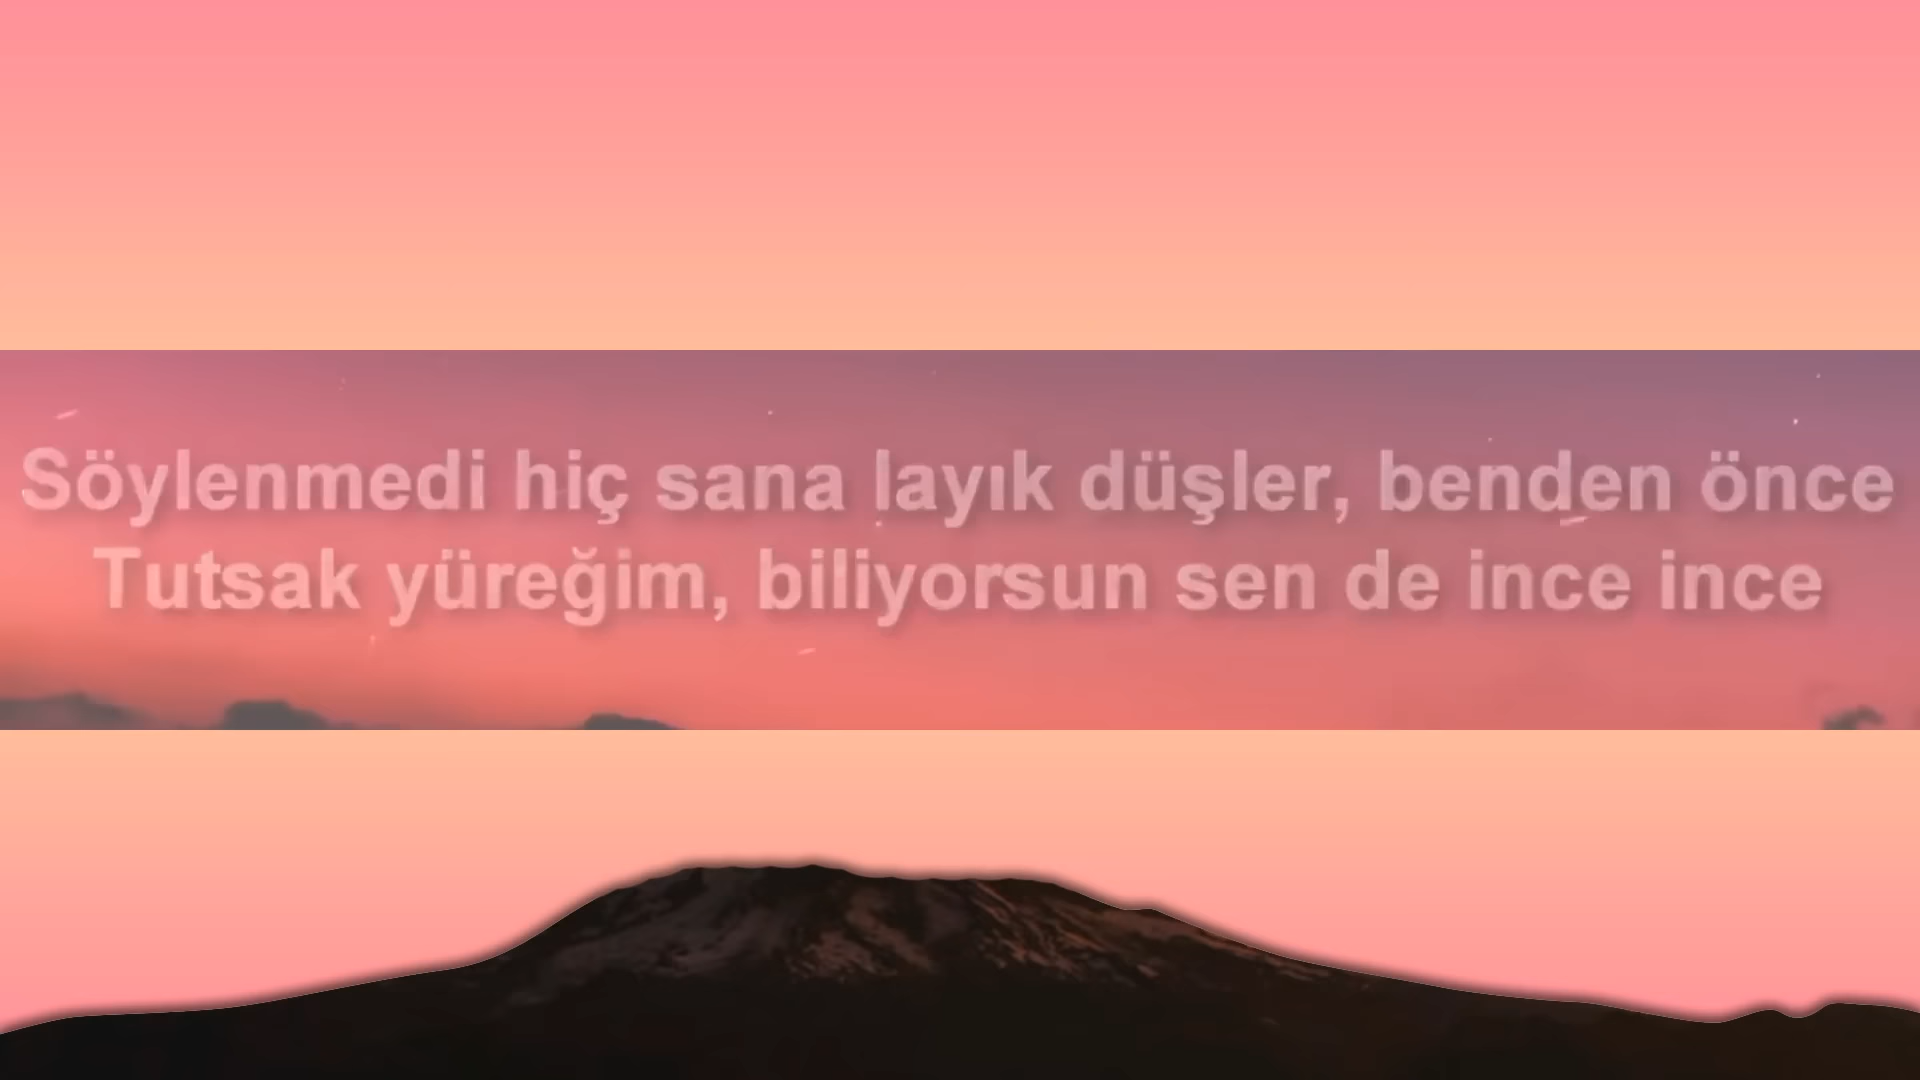 Söylenmedi hiç sana layık düşler, benden önce
Tutsak yüreğim, biliyorsun sen de ince ince